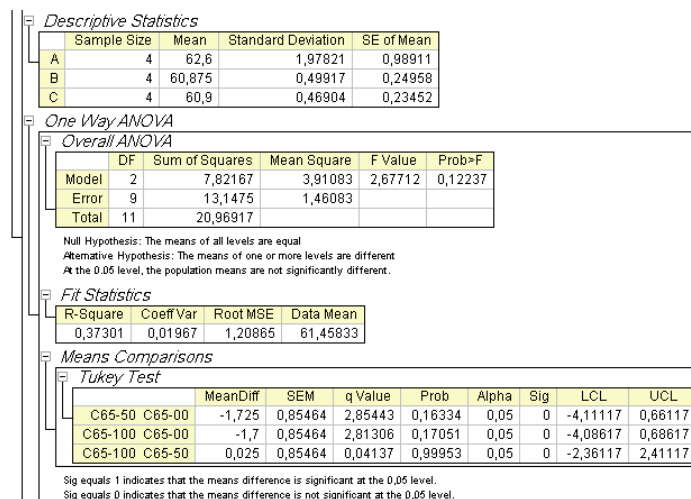 Descriptive Statistics
Sample Size Mean Standard Deviation SE of Mean
A 4 62,6 1,97821 0,98911
B 4 60,875 0,49917 0,24958
C 4 60,9 0,46904 0,23452
One Way ANOVA
Overall ANOVA
DF Sum of Squares Mean Square F Value Prob>F
Model 2 7,82167 3,91083 2,67712 0,12237
Error 9 13,1475 1,46083
Total 11 20,96917
Null Hypothesis: The means of all levels are equal
Alternative Hypothesis: The means of one or more levels are different
At the 0.05 level, the population means are not significantly different.
Fit Statistics
R-Square Coeff Var Root MSE Data Mean
0,37301 0,01967 1,20865 61,45833
Means Comparisons
Tukey Test
MeanDiff SEM q Value Prob Alpha Sig LCL UCL
C65-50 C65-00 -1,725 0,85464 2,85443 0,16334 0,05 0 -4,11117 0,66117
C65-100 C65-00 -1,7 0,85464 2,81306 0,17051 0,05 0 -4,08617 0,68617
C65-100 C65-50 0,025 0,85464 0,04137 0,99953 0,05 0 -2,36117 2,41117
Sig equals 1 indicates that the means difference is significant at the 0,05 level.
Sig equals 0 indicates that the means difference is not significant at the 0,05 level.